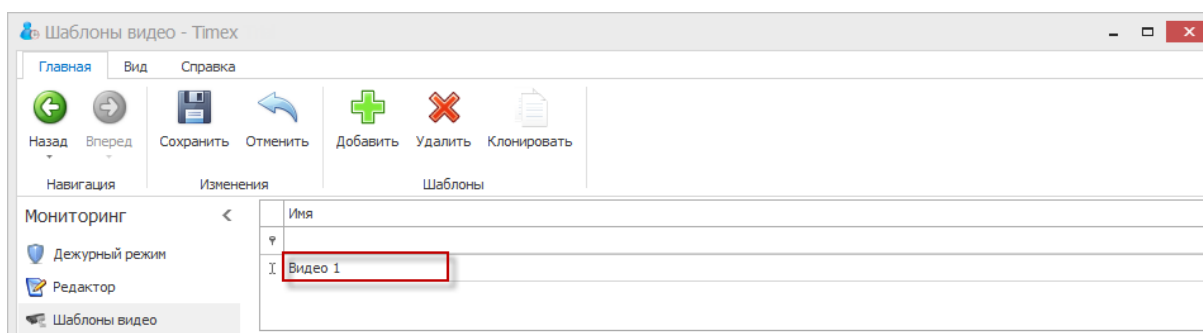 Шаблоны видео - Timex
Главная Вид Справка
Назад Вперед Сохранить Отменить Добавить Удалить Клонировать
Навигация Изменения Шаблоны
Мониторинг
Имя
Дежурный режим
Видео 1
Редактор
Шаблоны видео